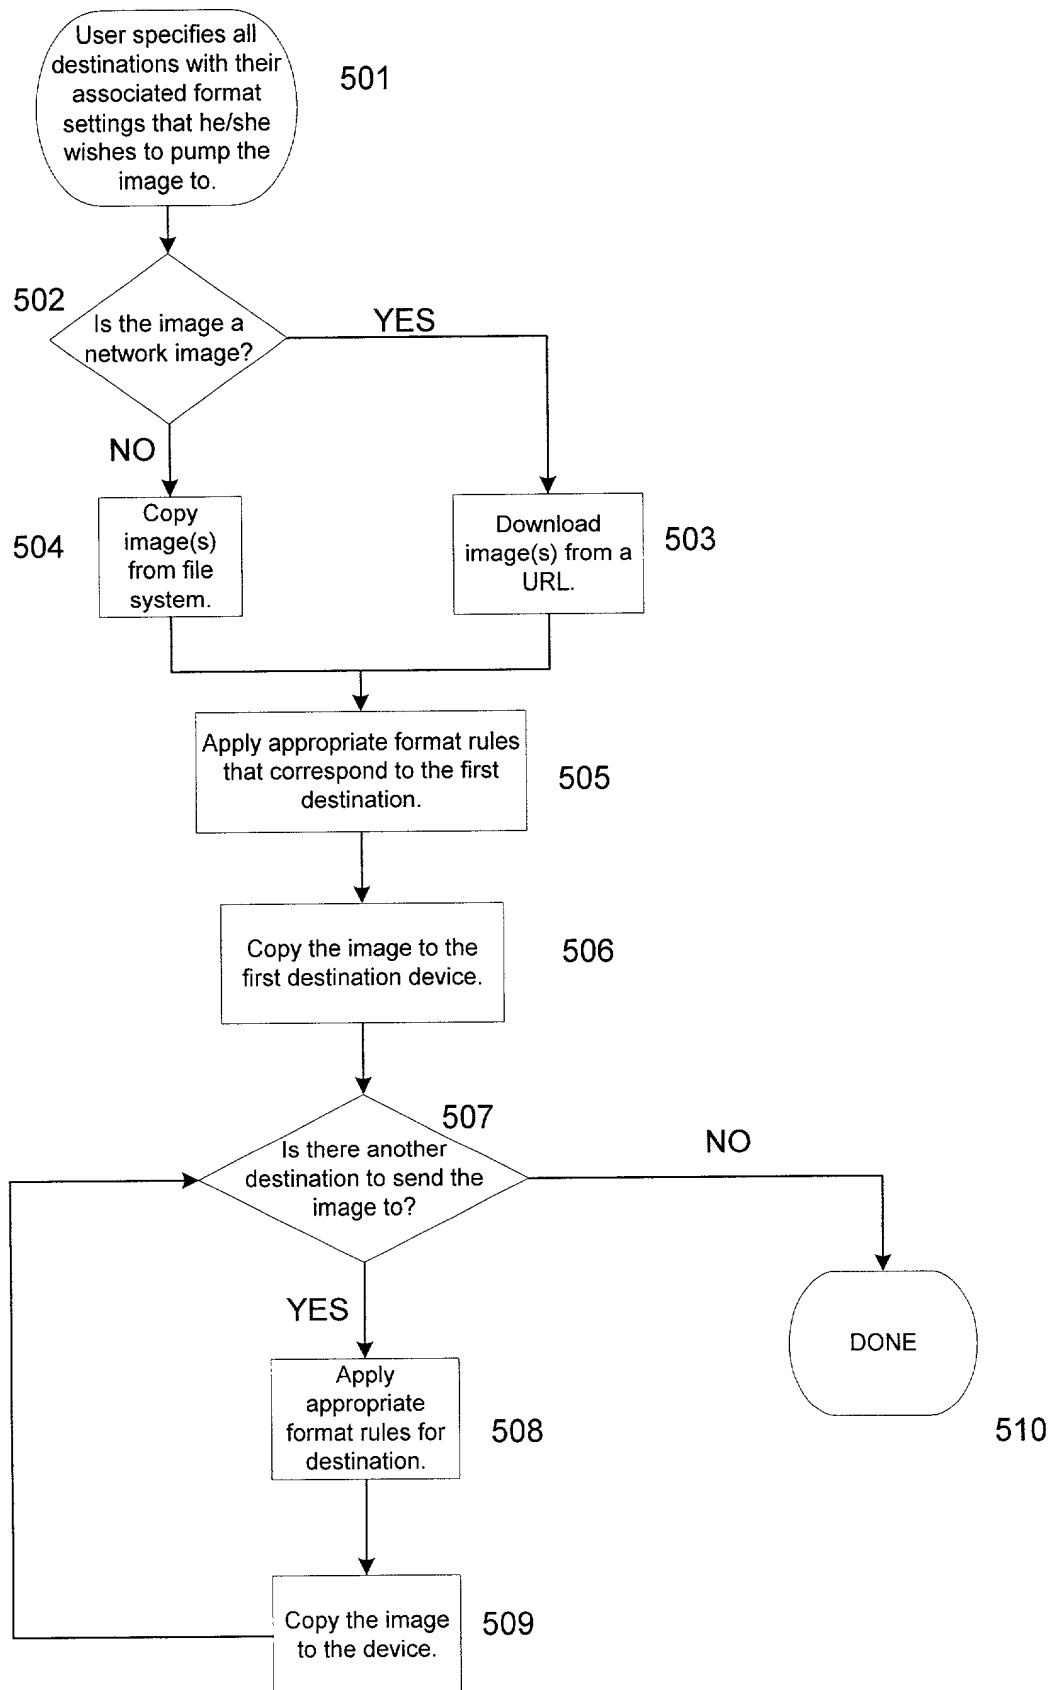 User specifies all
destinations with their
associated format
settings that he/she
wishes to pump the
image to.
501
502
Is the image a
network image?
YES
NO
504
Copy
image(s)
from file
system.
Download
image(s) from a
URL.
503
Apply appropriate format rules
that correspond to the first
destination.
505
Copy the image to the
first destination device.
506
507
Is there another
destination to send the
image to?
NO
YES
DONE
510
Apply
appropriate
format rules for
destination.
508
Copy the image
to the device.
509